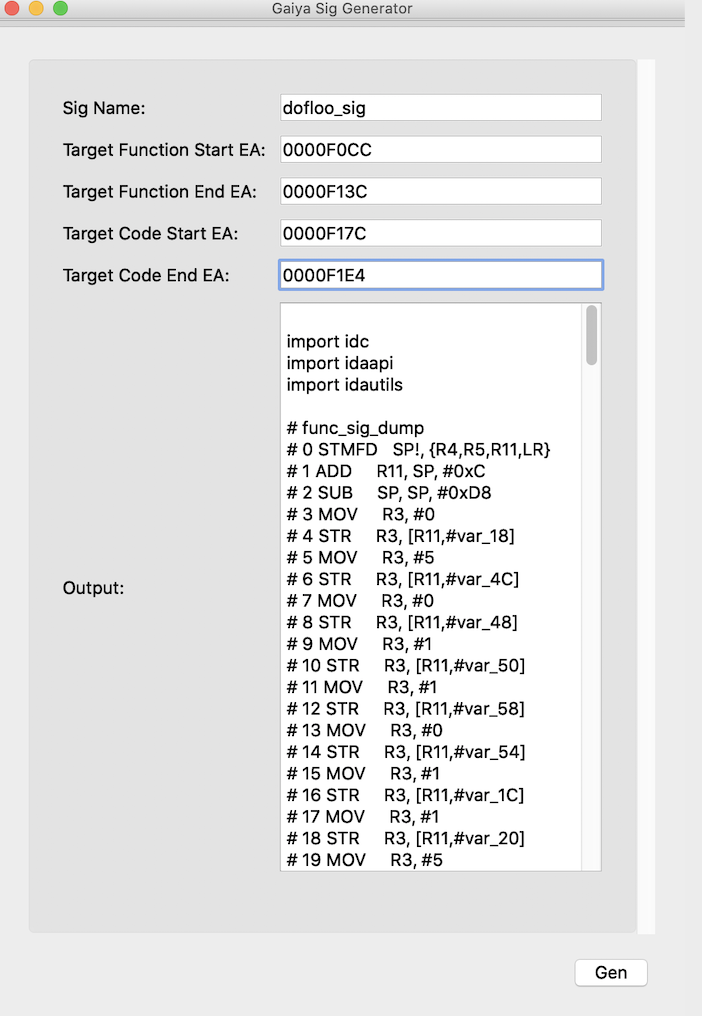 Gaiya Sig Generator
Sig Name: dofloo_sig
Target Function Start EA: 0000F0CC
Target Function End EA: 0000F13C
Target Code Start EA: 0000F17C
Target Code End EA: 0000F1E4
Output:
import idc
import idaapi
import idautils
# func_sig_dump
# 0 STMFD SP!, {R4,R5,R11,LR}
# 1 ADD R11, SP, #0xC
# 2 SUB SP, SP, #0xD8
# 3 MOV R3, #0
# 4 STR R3, [R11,#var_18]
# 5 MOV R3, #5
# 6 STR R3, [R11,#var_4C]
# 7 MOV R3, #0
# 8 STR R3, [R11,#var_48]
# 9 MOV R3, #1
# 10 STR R3, [R11,#var_50]
# 11 MOV R3, #1
# 12 STR R3, [R11,#var_58]
# 13 MOV R3, #0
# 14 STR R3, [R11,#var_54]
# 15 MOV R3, #1
# 16 STR R3, [R11,#var_1C]
# 17 MOV R3, #1
# 18 STR R3, [R11,#var_20]
# 19 MOV R3, #5
Gen